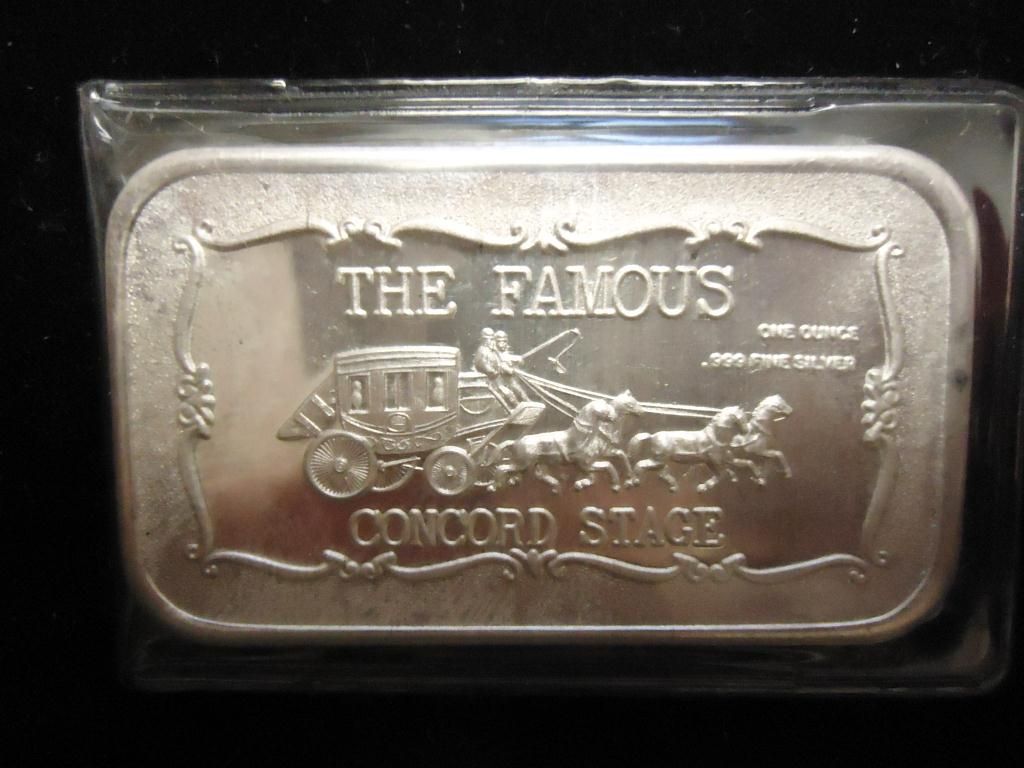 THE FAMOUS
ONE OUNCE
.999 FINE SILVER
CONCORD STAGE